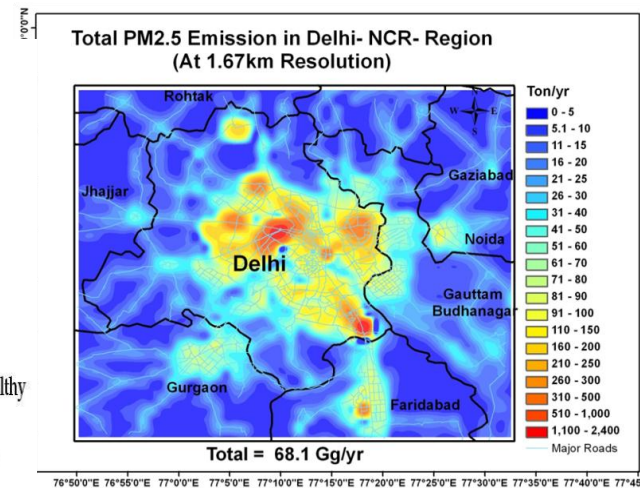 Total PM2.5 Emission in Delhi- NCR- Region
(At 1.67km Resolution)
Rohtak
Jhajjar
Delhi
Gurgaon
Faridabad
Ghaziabad
Noida
Gauttam
Budhanagar
W
E
S
Ton/yr
0 - 5
5.1 - 10
11 - 15
16 - 20
21 - 25
26 - 30
31 - 40
41 - 50
51 - 60
61 - 70
71 - 80
81 - 90
91 - 100
110 - 150
160 - 200
210 - 250
260 - 300
310 - 500
510 - 1,000
1,100 - 2,400
Major Roads
lthy
Total = 68.1 Gg/yr
76°50'0"E 76°55'0"E 77°0'0"E 77°5'0"E 77°10'0"E 77°15'0"E 77°20'0"E 77°25'0"E 77°30'0"E 77°35'0"E 77°40'0"E